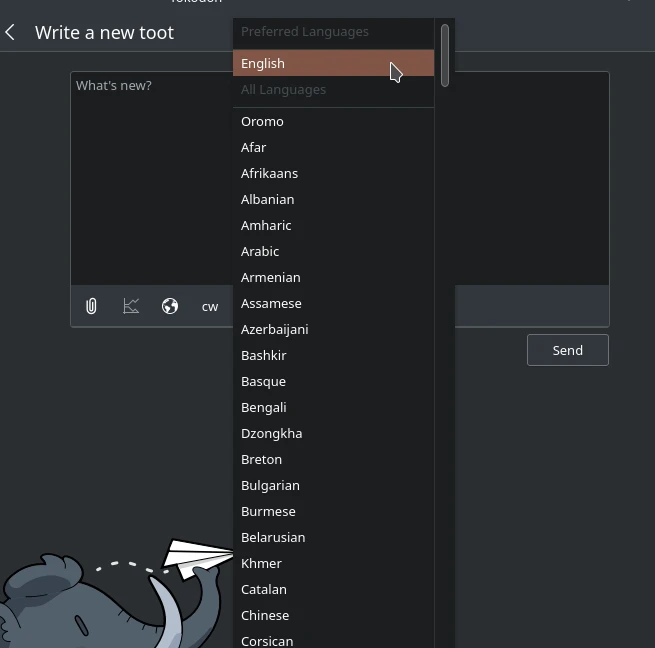 Write a new toot
Preferred Languages
English
What's new?
All Languages
Oromo
Afar
Afrikaans
Albanian
Amharic
Arabic
Armenian
Assamese
cw
Azerbaijani
Send
Bashkir
Basque
Bengali
Dzongkha
Breton
Bulgarian
Burmese
Belarusian
Khmer
Catalan
Chinese
Corsican